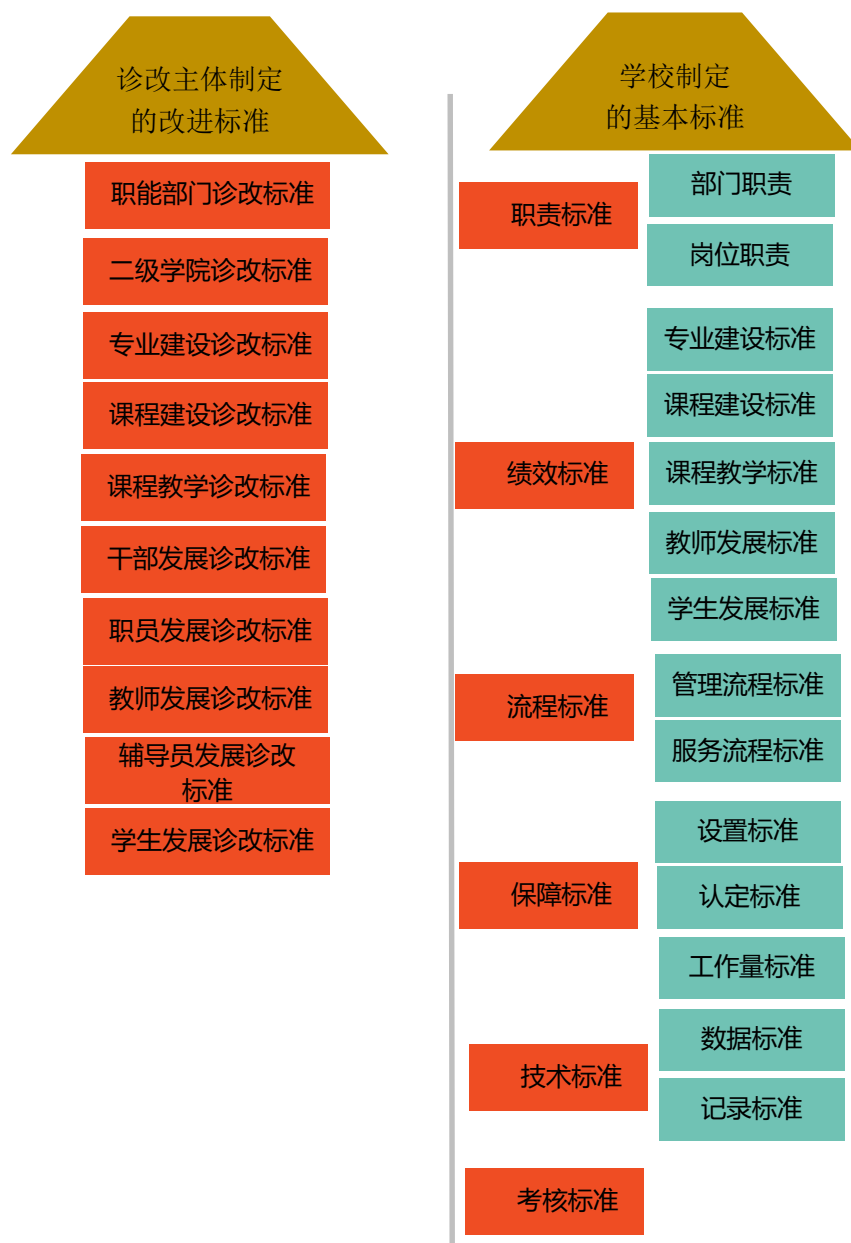 诊改主体制定
的改进标准
职能部门诊改标准
二级学院诊改标准
专业建设诊改标准
课程建设诊改标准
课程教学诊改标准
干部发展诊改标准
职员发展诊改标准
教师发展诊改标准
辅导员发展诊改
标准
学生发展诊改标准
学校制定
的基本标准
职责标准
部门职责
岗位职责
绩效标准
专业建设标准
课程建设标准
课程教学标准
教师发展标准
学生发展标准
流程标准
管理流程标准
服务流程标准
保障标准
设置标准
认定标准
工作量标准
技术标准
数据标准
记录标准
考核标准